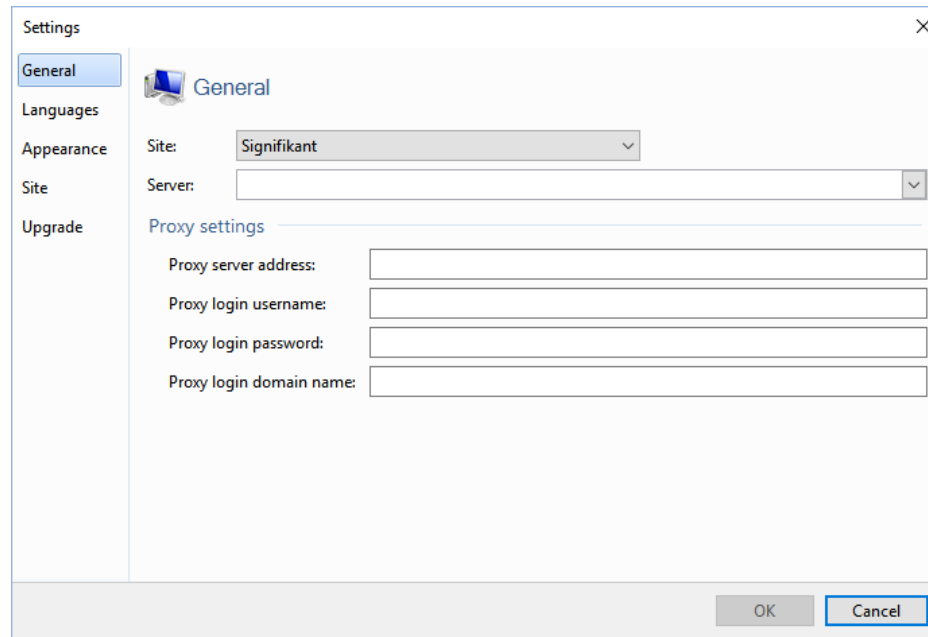 Settings
General
Languages
Appearance
Site
Upgrade
General
Site: Signifikant
Server:
Proxy settings
Proxy server address:
Proxy login username:
Proxy login password:
Proxy login domain name:
OK Cancel